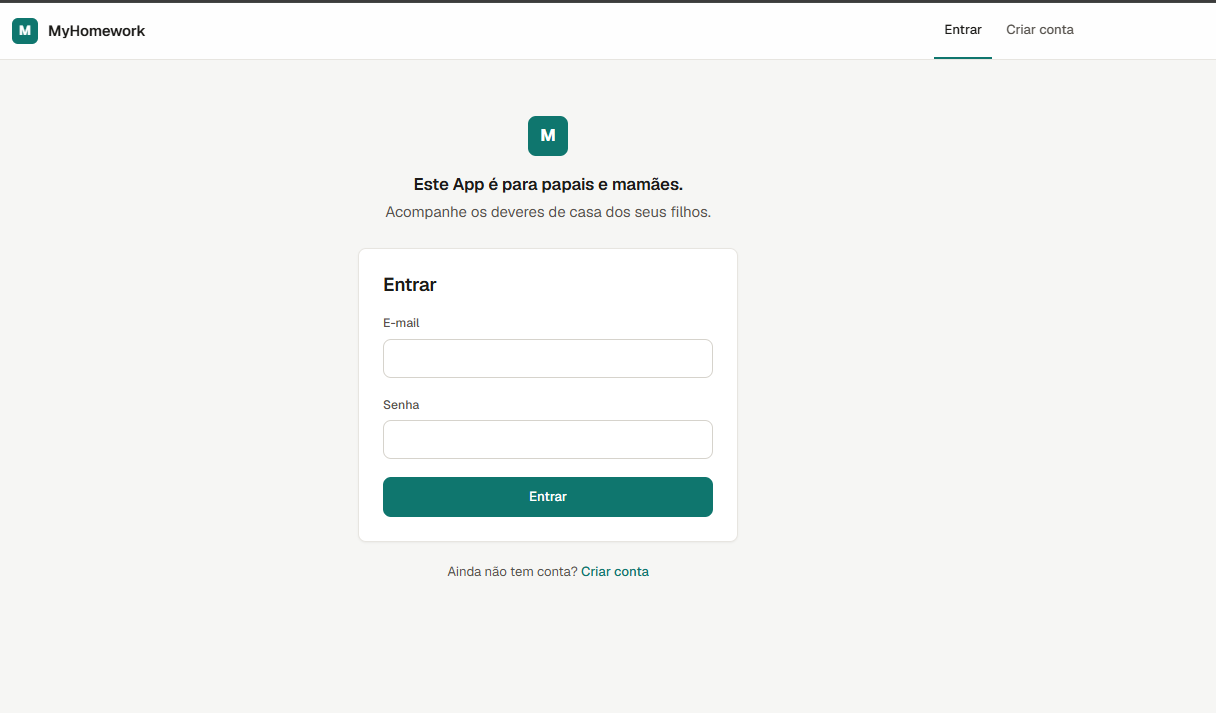 M MyHomework Entrar Criar conta
M
Este App é para papais e mamães.
Acompanhe os deveres de casa dos seus filhos.
Entrar
E-mail
Senha
Entrar
Ainda não tem conta? Criar conta